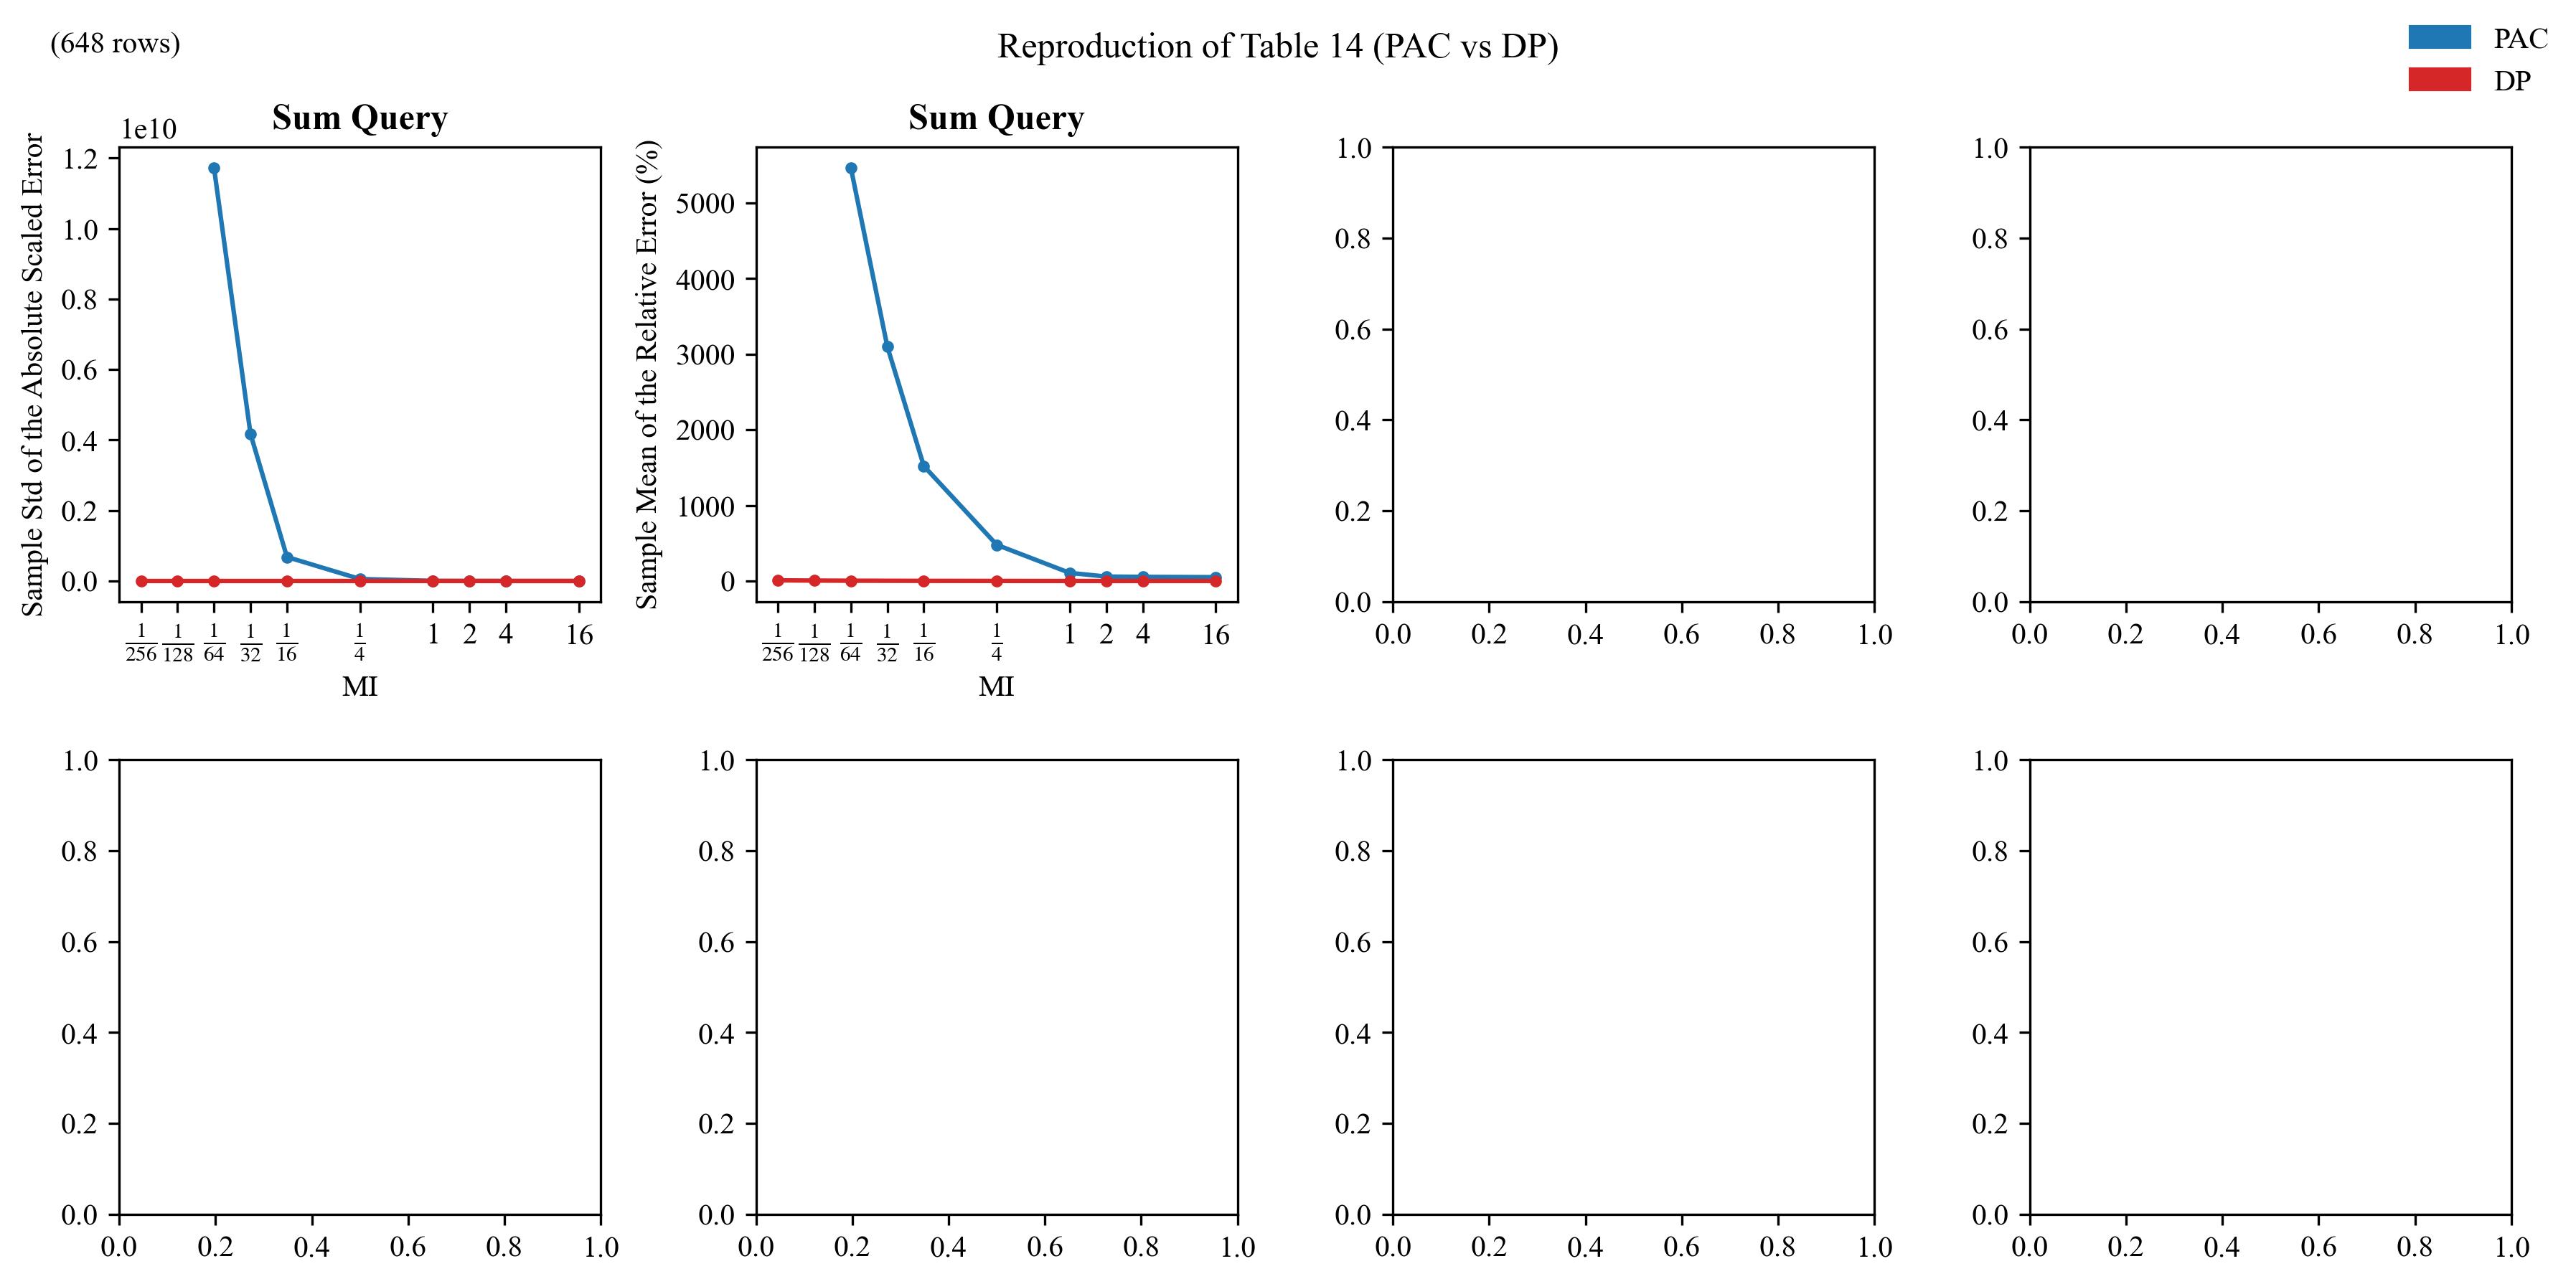 (648 rows)
Reproduction of Table 14 (PAC vs DP)
PAC
DP
Sum Query
1e10
Sample Std of the Absolute Scaled Error
1.2
1.0
0.8
0.6
0.4
0.2
0.0
1/256 1/128 1/64 1/32 1/16 1/4 1 2 4 16
MI
Sum Query
Sample Mean of the Relative Error (%)
5000
4000
3000
2000
1000
0
1/256 1/128 1/64 1/32 1/16 1/4 1 2 4 16
MI
1.0
0.8
0.6
0.4
0.2
0.0
0.0 0.2 0.4 0.6 0.8 1.0
1.0
0.8
0.6
0.4
0.2
0.0
0.0 0.2 0.4 0.6 0.8 1.0
1.0
0.8
0.6
0.4
0.2
0.0
0.0 0.2 0.4 0.6 0.8 1.0
1.0
0.8
0.6
0.4
0.2
0.0
0.0 0.2 0.4 0.6 0.8 1.0
1.0
0.8
0.6
0.4
0.2
0.0
0.0 0.2 0.4 0.6 0.8 1.0
1.0
0.8
0.6
0.4
0.2
0.0
0.0 0.2 0.4 0.6 0.8 1.0